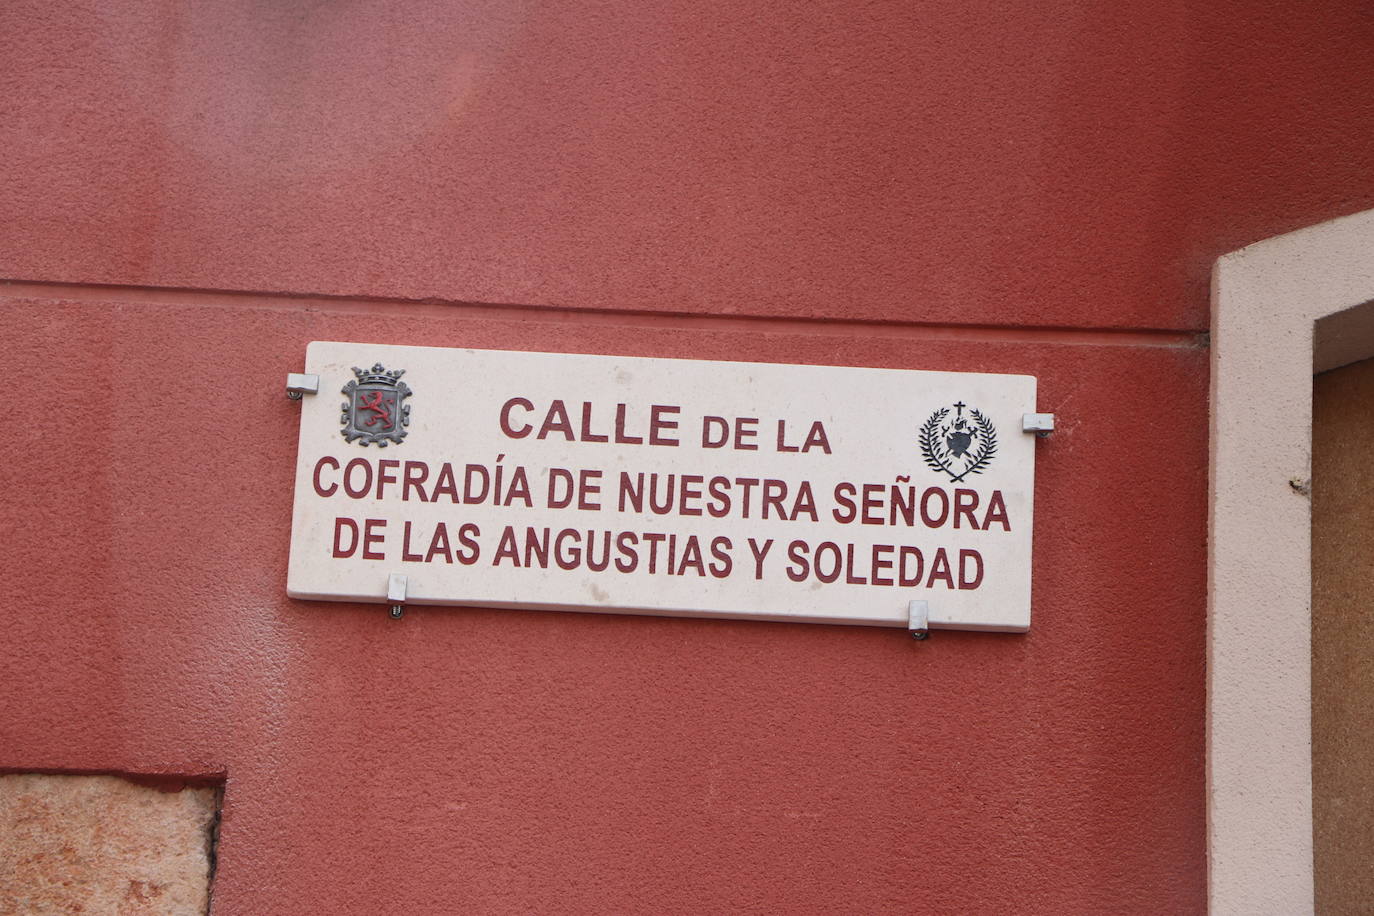 CALLE DE LA
COFRADÍA DE NUESTRA SEÑORA
DE LAS ANGUSTIAS Y SOLEDAD